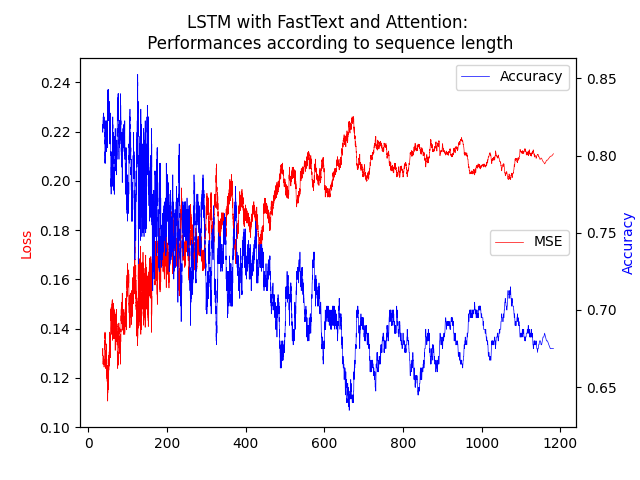 LSTM with FastText and Attention:
Performances according to sequence length
Accuracy
MSE
Loss
Accuracy
0.24
0.22
0.20
0.18
0.16
0.14
0.12
0.10
0.85
0.80
0.75
0.70
0.65
0 200 400 600 800 1000 1200